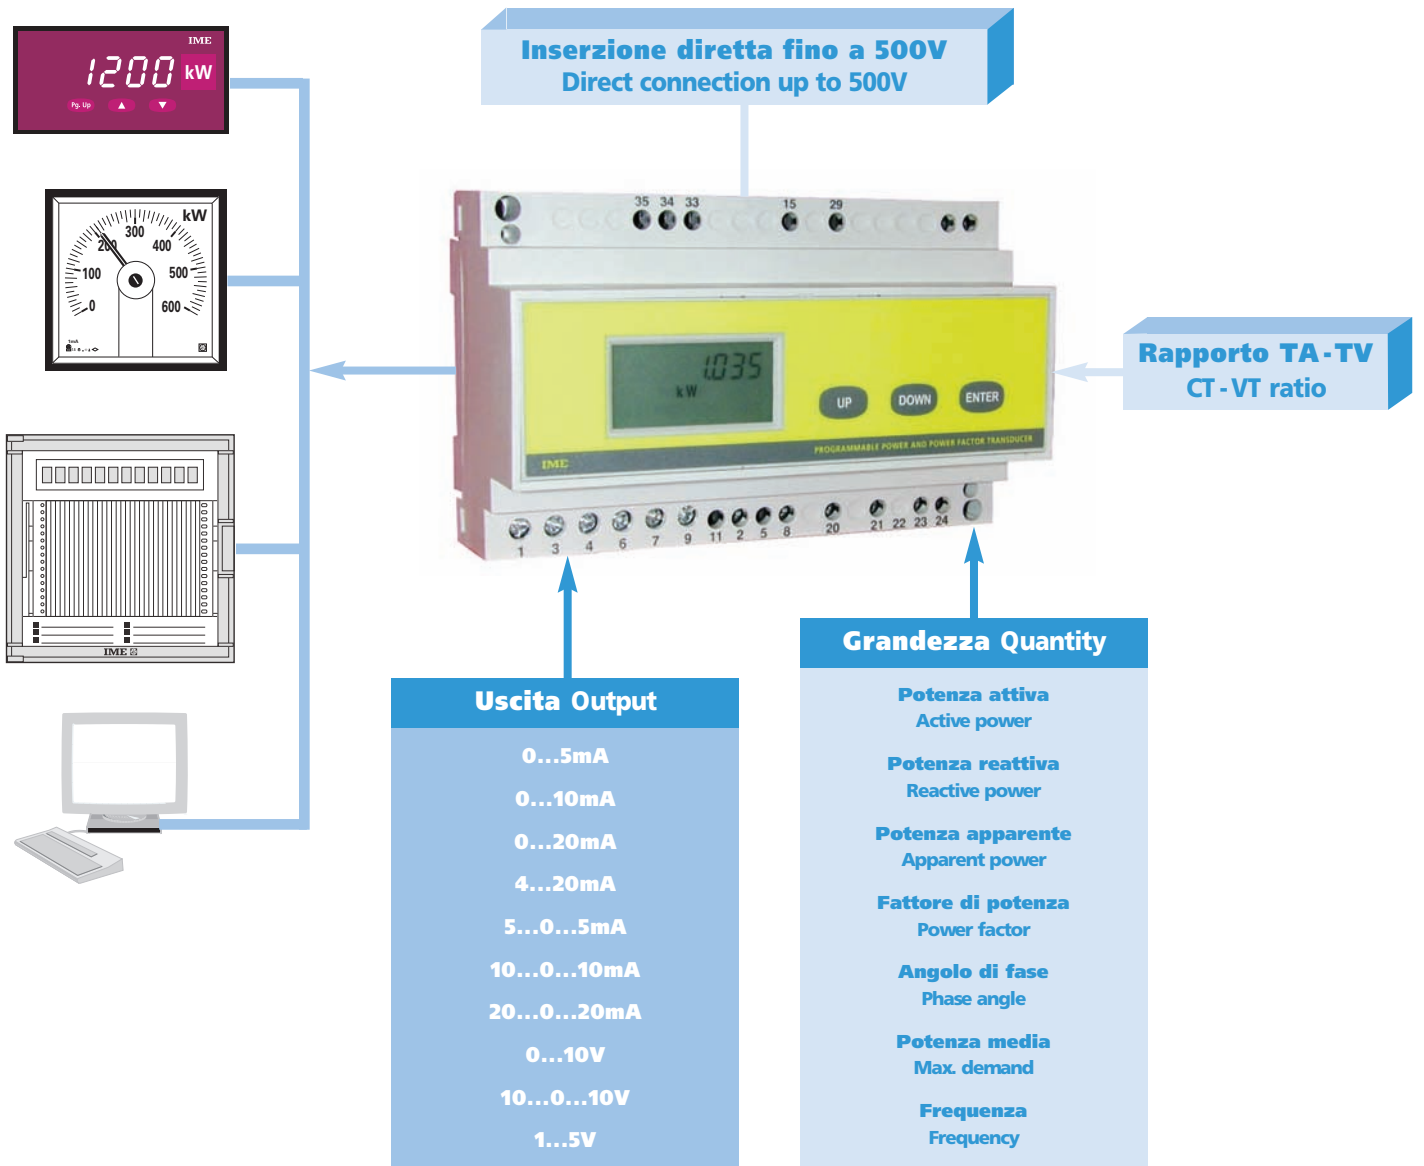 IME
1200 kW
Pg. Up
Inserzione diretta fino a 500V
Direct connection up to 500V
kW
0
100
200
300
400
500
600
1mA
35 34 33 15 29
1.035
kW
UP DOWN ENTER
IME
PROGRAMMABLE POWER AND POWER FACTOR TRANSDUCER
1 3 4 6 7 9 11 2 5 8 20 21 22 23 24
Rapporto TA-TV
CT-VT ratio
IME
Uscita Output
0...5mA
0...10mA
0...20mA
4...20mA
5...0...5mA
10...0...10mA
20...0...20mA
0...10V
10...0...10V
1...5V
Grandezza Quantity
Potenza attiva
Active power
Potenza reattiva
Reactive power
Potenza apparente
Apparent power
Fattore di potenza
Power factor
Angolo di fase
Phase angle
Potenza media
Max. demand
Frequenza
Frequency